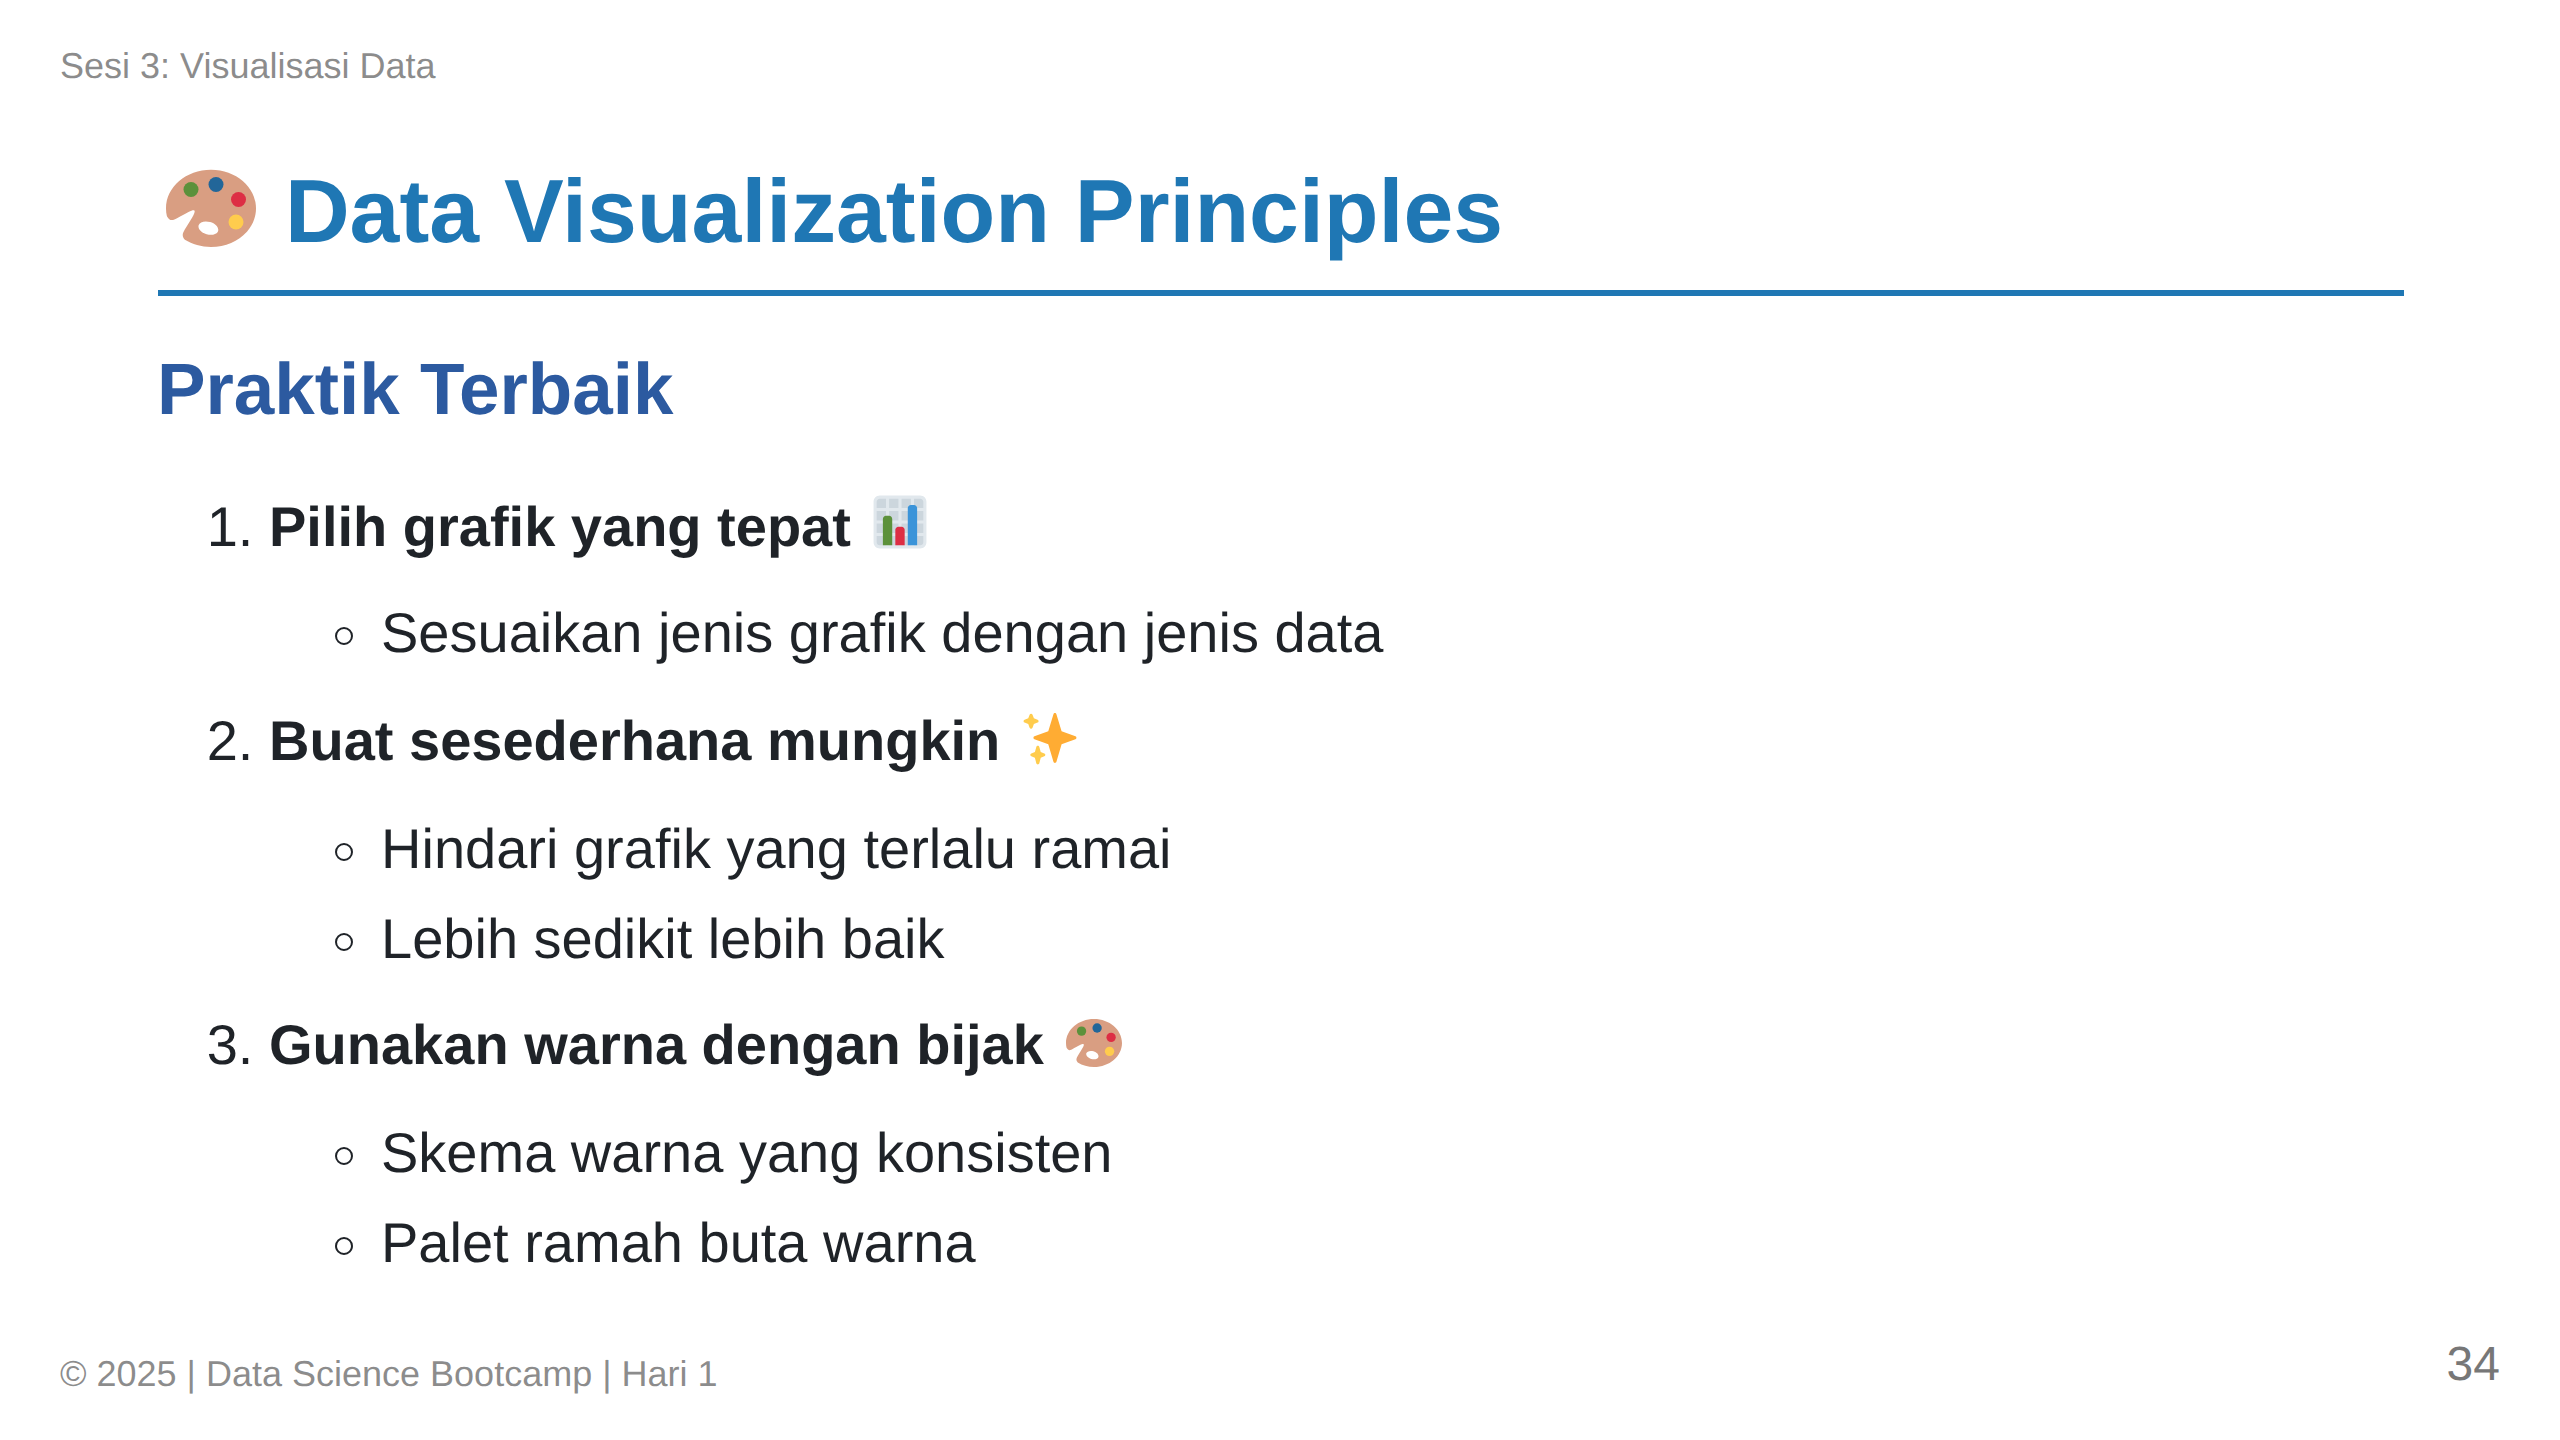 Sesi 3: Visualisasi Data
🎨 Data Visualization Principles
Praktik Terbaik
1. Pilih grafik yang tepat 📊
○ Sesuaikan jenis grafik dengan jenis data
2. Buat sesederhana mungkin ✨
○ Hindari grafik yang terlalu ramai
○ Lebih sedikit lebih baik
3. Gunakan warna dengan bijak 🎨
○ Skema warna yang konsisten
○ Palet ramah buta warna
© 2025 | Data Science Bootcamp | Hari 1
34